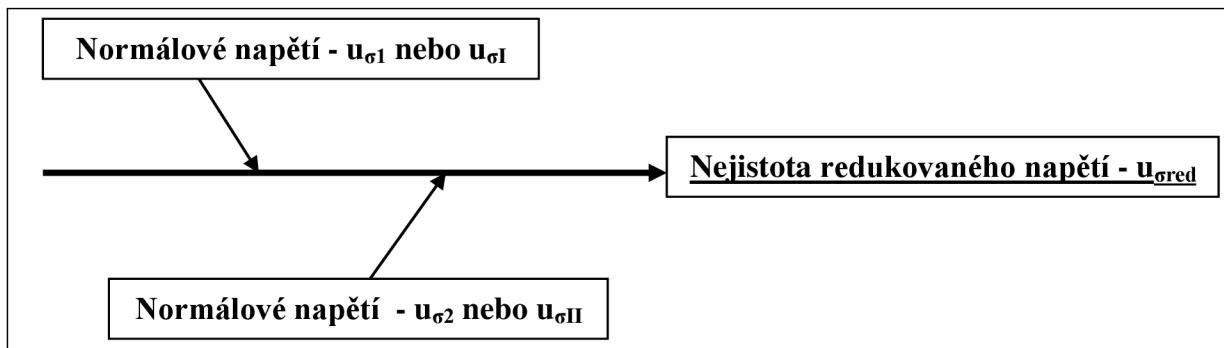 Normálové napětí - uσ1 nebo uσI
Nejistota redukovaného napětí - uσred
Normálové napětí - uσ2 nebo uσII